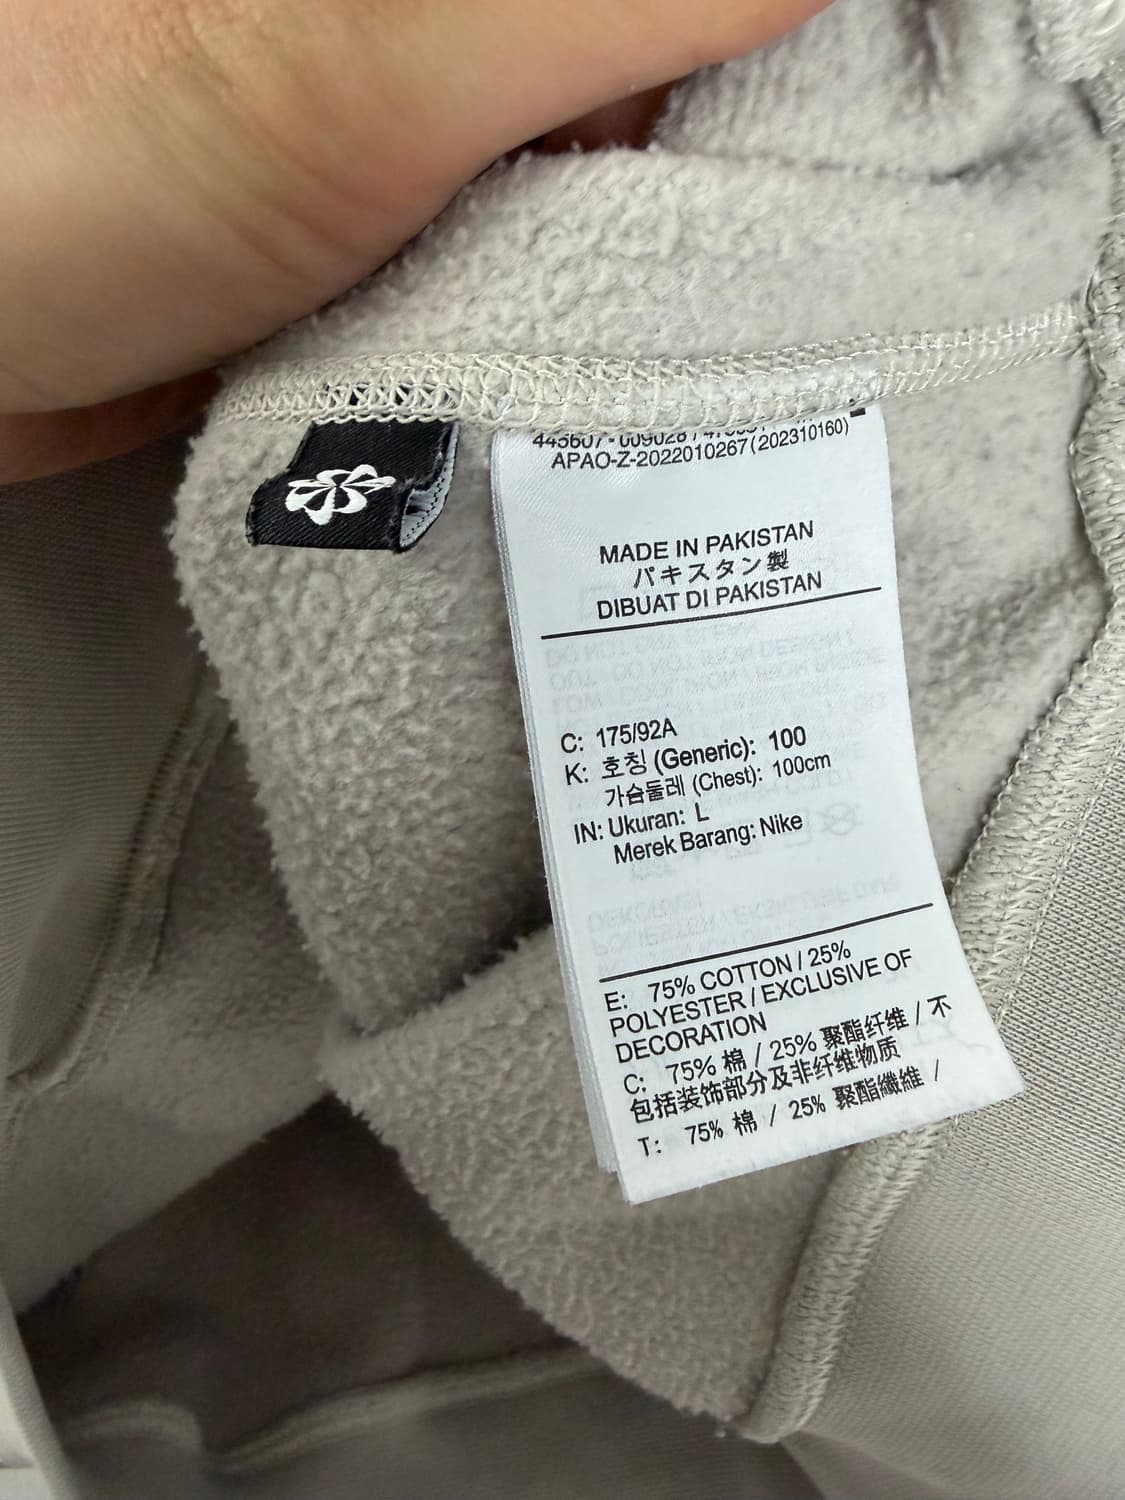 APAO-Z-2022010267(202310160)
MADE IN PAKISTAN
パキスタン製
DIBUAT DI PAKISTAN
C: 175/92A
K: 호칭 (Generic): 100
가슴둘레 (Chest): 100cm
IN: Ukuran: L
Merek Barang: Nike
E: 75% COTTON / 25%
POLYESTER / EXCLUSIVE OF
DECORATION
C: 75% 棉 / 25% 聚酯纤维 / 不
包括装饰部分及非纤维物质
T: 75% 棉 / 25% 聚酯纖維 /